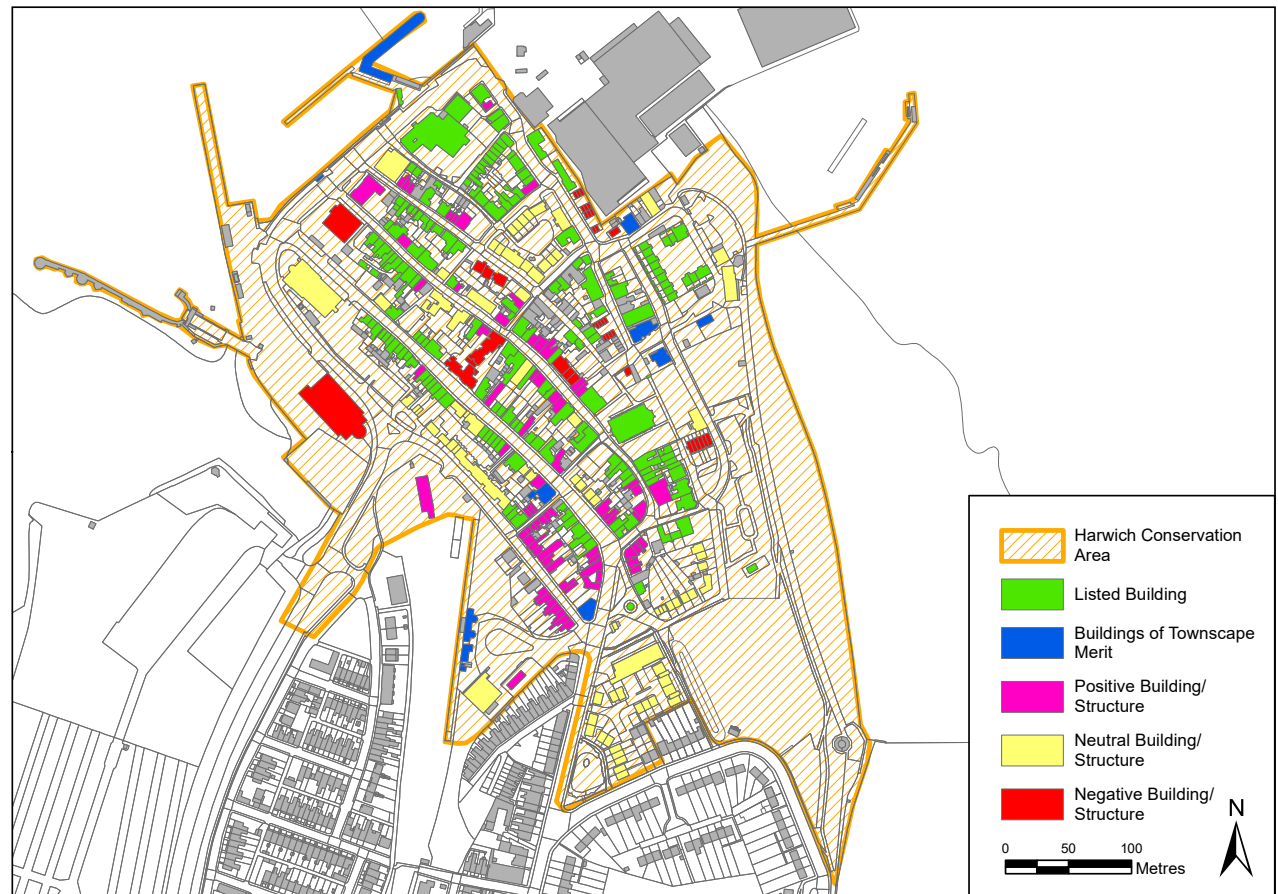 Harwich Conservation
Area
Listed Building
Buildings of Townscape
Merit
Positive Building/
Structure
Neutral Building/
Structure
Negative Building/
Structure
N
0 50 100
Metres